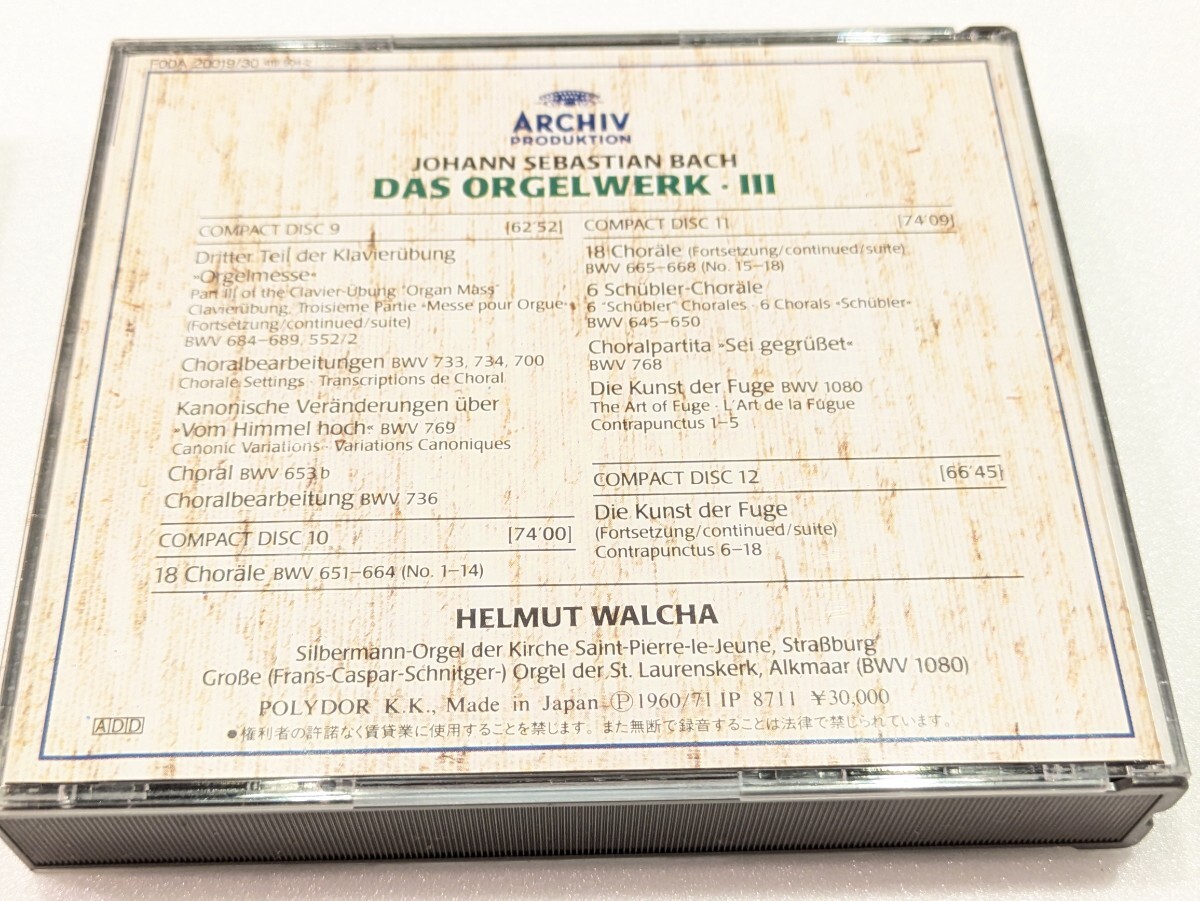 FOOA 20019/30
ARCHIV
PRODUKTION
JOHANN SEBASTIAN BACH
DAS ORGELWERK · III
COMPACT DISC 9 [62'52]
Dritter Teil der Klavierübung
»Orgelmesse«
Part III of the Clavier-Übung "Organ Mass"
Clavierübung, Troisième Partie «Messe pour Orgue»
(Fortsetzung/continued/suite)
BWV 684–689, 552/2
Choralbearbeitungen BWV 733, 734, 700
Chorale Settings · Transcriptions de Choral
Kanonische Veränderungen über
»Vom Himmel hoch« BWV 769
Canonic Variations · Variations Canoniques
Choral BWV 653b
Choralbearbeitung BWV 736
COMPACT DISC 10 [74'00]
18 Choräle BWV 651–664 (No. 1–14)
COMPACT DISC 11 [74'09]
18 Choräle (Fortsetzung/continued/suite)
BWV 665–668 (No. 15–18)
6 Schübler-Choräle
6 "Schübler" Chorales · 6 Chorals «Schübler»
BWV 645–650
Choralpartita »Sei gegrüßet«
BWV 768
Die Kunst der Fuge BWV 1080
The Art of Fuge · L'Art de la Fugue
Contrapunctus 1–5
COMPACT DISC 12 [66'45]
Die Kunst der Fuge
(Fortsetzung/continued/suite)
Contrapunctus 6–18
HELMUT WALCHA
Silbermann-Orgel der Kirche Saint-Pierre-le-Jeune, Straßburg
Große (Frans-Caspar-Schnitger-) Orgel der St. Laurenskerk, Alkmaar (BWV 1080)
POLYDOR K.K., Made in Japan Ⓟ1960/71 IP 8711 ¥30,000
ADD
●権利者の許諾なく賃貸業に使用することを禁じます。また無断で録音することは法律で禁じられています。